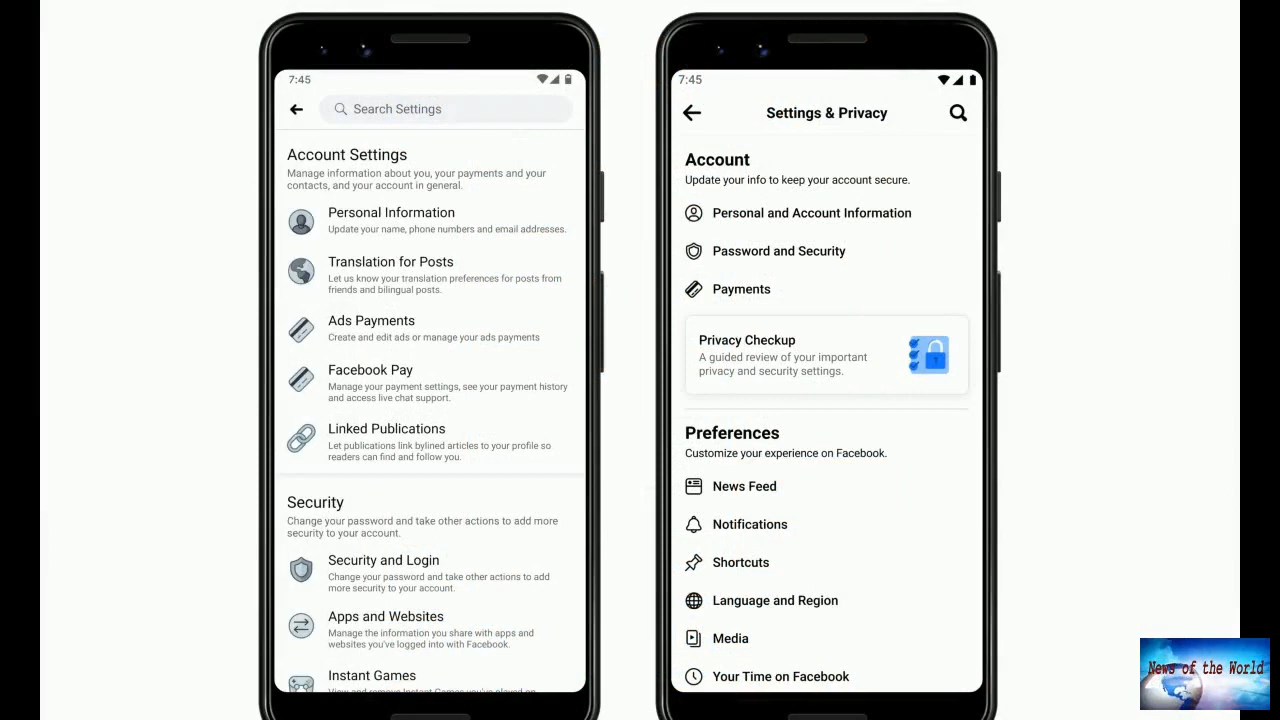 7:45
Search Settings
Account Settings
Manage information about you, your payments and your
contacts, and your account in general.
Personal Information
Update your name, phone numbers and email addresses.
Translation for Posts
Let us know your translation preferences for posts from
friends and bilingual posts.
Ads Payments
Create and edit ads or manage your ads payments
Facebook Pay
Manage your payment settings, see your payment history
and access live chat support.
Linked Publications
Let publications link bylined articles to your profile so
readers can find and follow you.
Security
Change your password and take other actions to add more
security to your account.
Security and Login
Change your password and take other actions to add
more security to your account.
Apps and Websites
Manage the information you share with apps and
websites you've logged into with Facebook.
Instant Games
View and remove Instant Games you've played on
7:45
Settings & Privacy
Account
Update your info to keep your account secure.
Personal and Account Information
Password and Security
Payments
Privacy Checkup
A guided review of your important
privacy and security settings.
Preferences
Customize your experience on Facebook.
News Feed
Notifications
Shortcuts
Language and Region
Media
Your Time on Facebook
News of the World